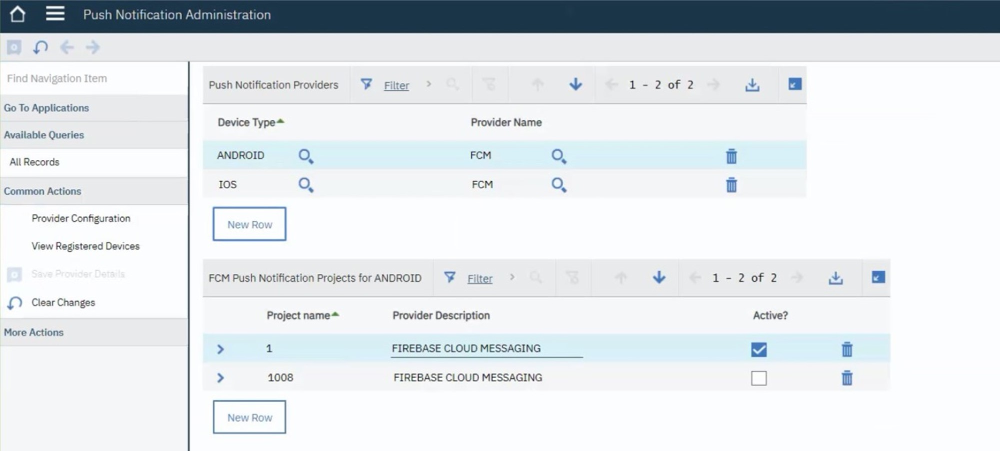 Push Notification Administration
Find Navigation Item
Go To Applications
Available Queries
All Records
Common Actions
Provider Configuration
View Registered Devices
Save Provider Details
Clear Changes
More Actions
Push Notification Providers Filter 1 - 2 of 2
Device Type Provider Name
ANDROID FCM
IOS FCM
New Row
FCM Push Notification Projects for ANDROID Filter 1 - 2 of 2
Project name Provider Description Active?
1 FIREBASE CLOUD MESSAGING
1008 FIREBASE CLOUD MESSAGING
New Row